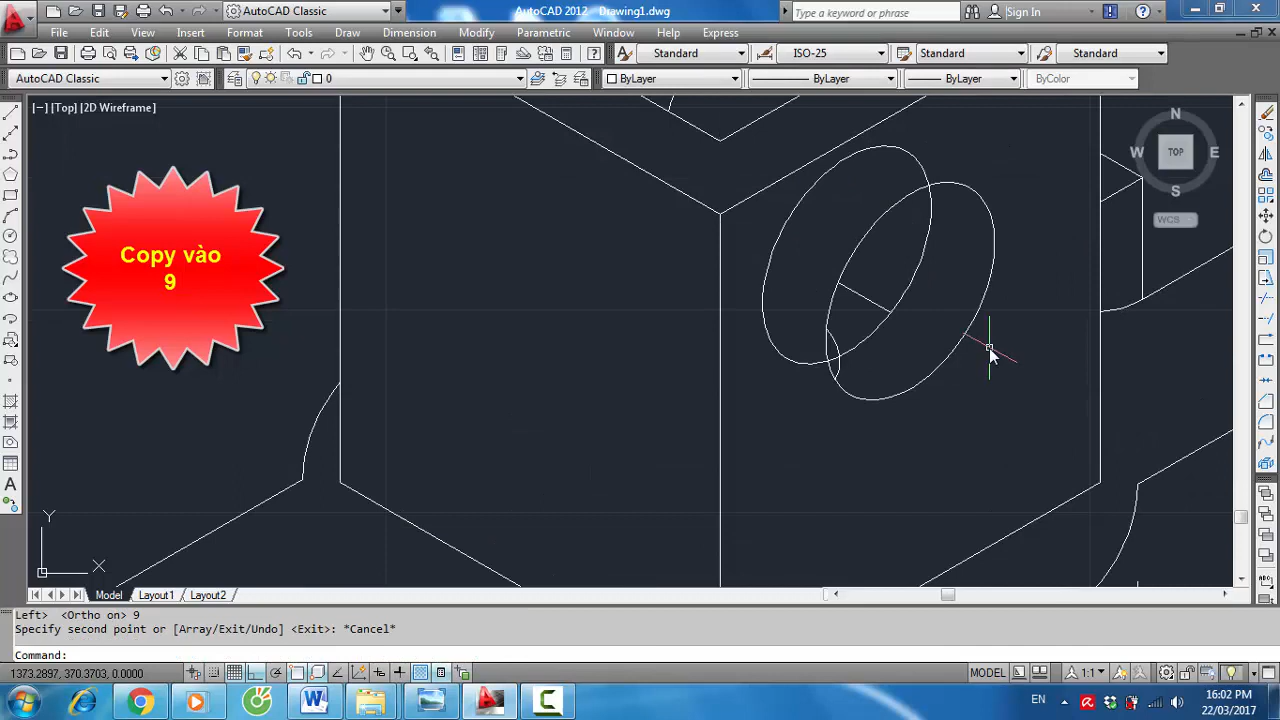 AutoCAD Classic
AutoCAD 2012 - Drawing1.dwg
Type a keyword or phrase
Sign In
File Edit View Insert Format Tools Draw Dimension Modify Parametric Window Help Express
Standard
ISO-25
Standard
Standard
AutoCAD Classic
0
ByLayer
ByLayer
ByLayer
ByColor
[−] [Top] [2D Wireframe]
N
W TOP E
S
WCS
Copy vào
9
Y
X
Model Layout1 Layout2
Left> <Ortho on> 9
Specify second point or [Array/Exit/Undo] <Exit>: *Cancel*
Command:
1373.2897, 370.3703, 0.0000
MODEL
1:1
EN
16:02 PM
22/03/2017